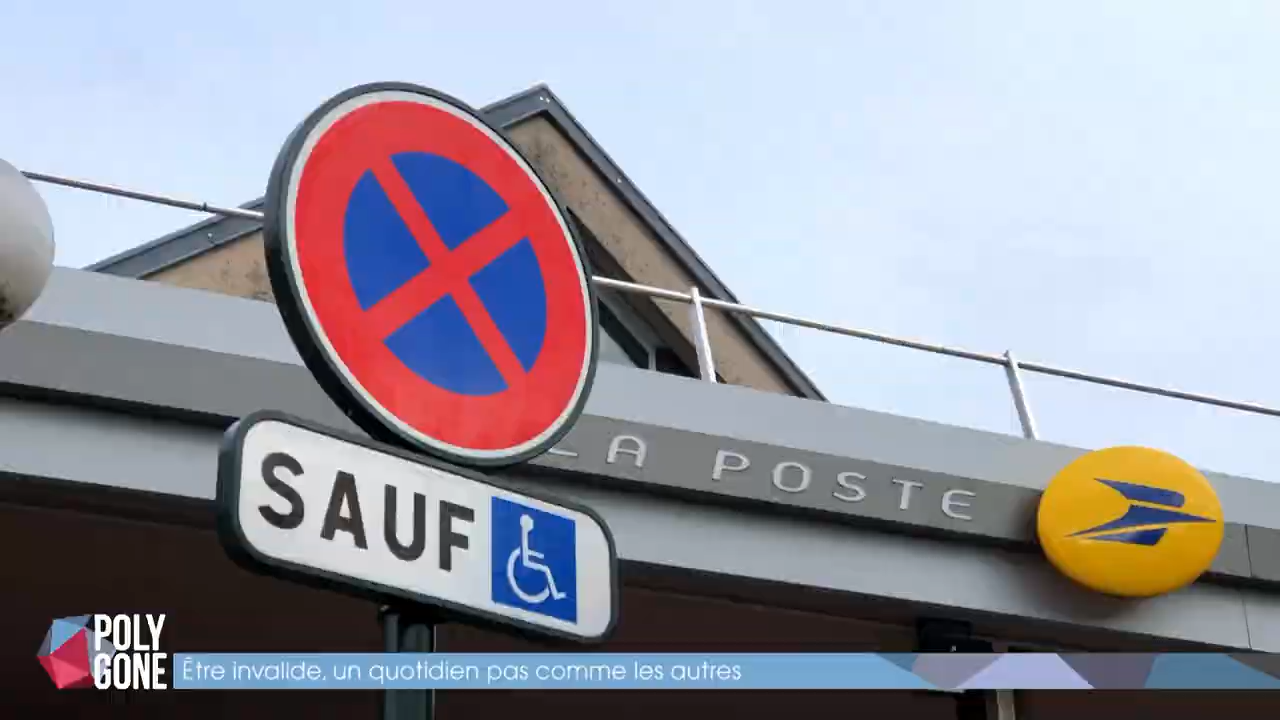 LA POSTE
SAUF
POLY
GONE
Être invalide, un quotidien pas comme les autres